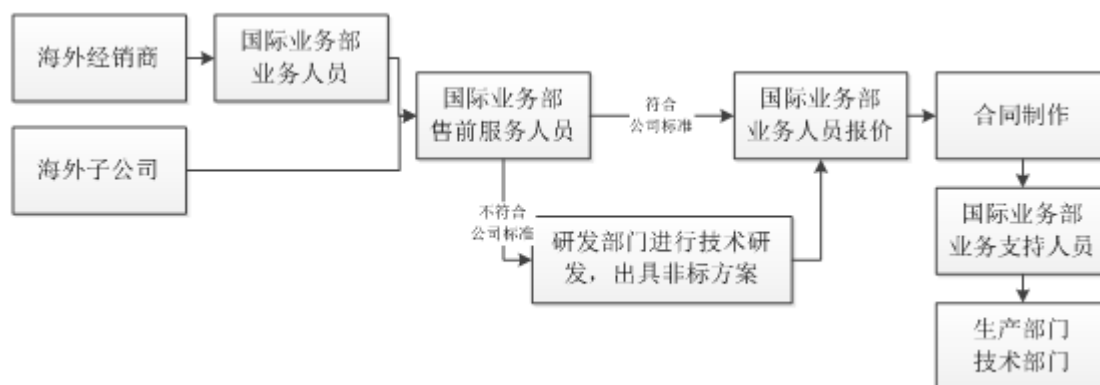 海外经销商
国际业务部
业务人员
海外子公司
国际业务部
售前服务人员
符合
公司标准
不符合
公司标准
研发部门进行技术研
发，出具非标方案
国际业务部
业务人员报价
合同制作
国际业务部
业务支持人员
生产部门
技术部门